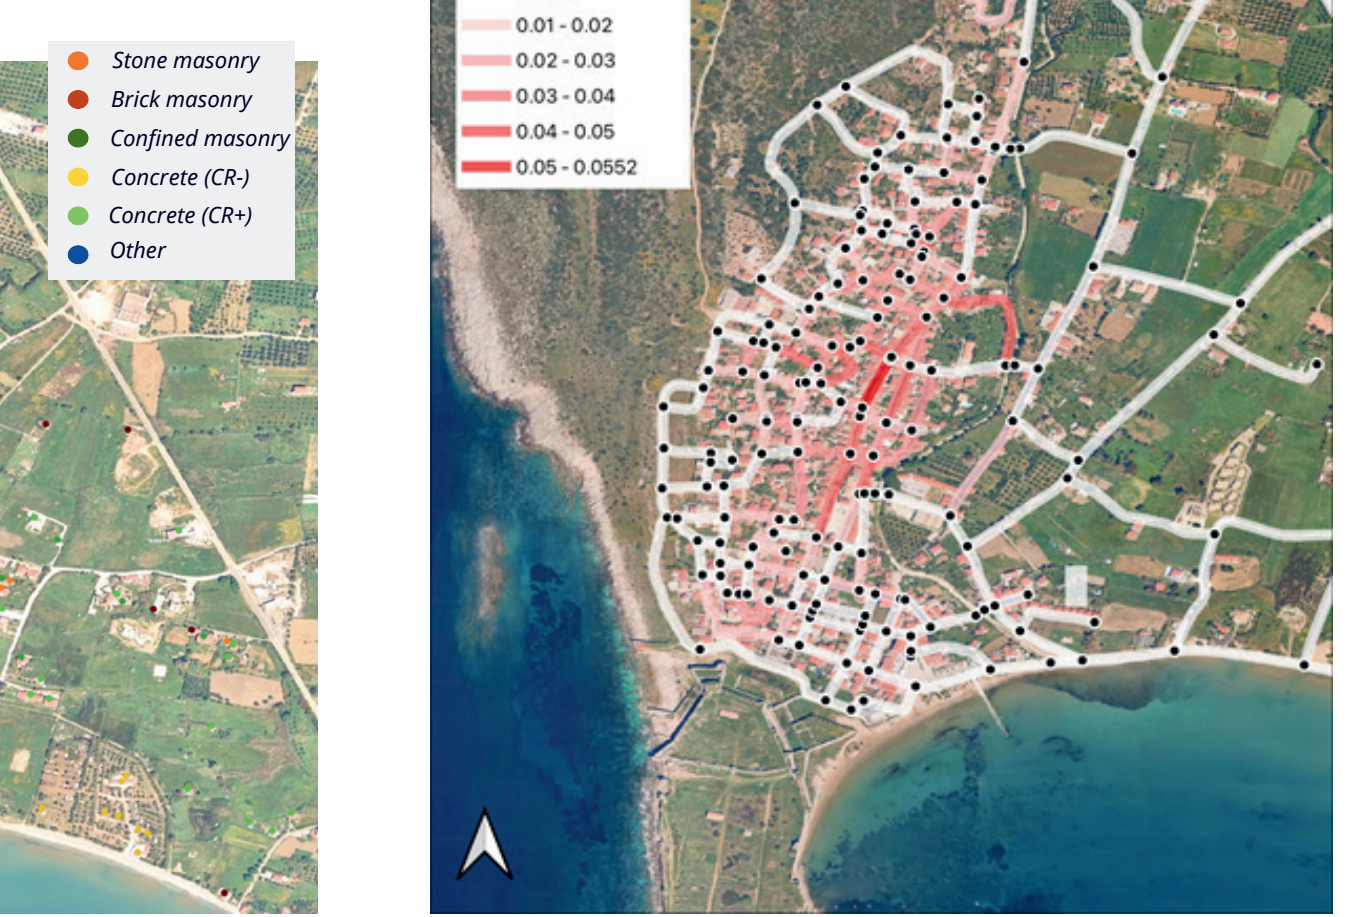 Stone masonry
Brick masonry
Confined masonry
Concrete (CR-)
Concrete (CR+)
Other
0.01 - 0.02
0.02 - 0.03
0.03 - 0.04
0.04 - 0.05
0.05 - 0.0552